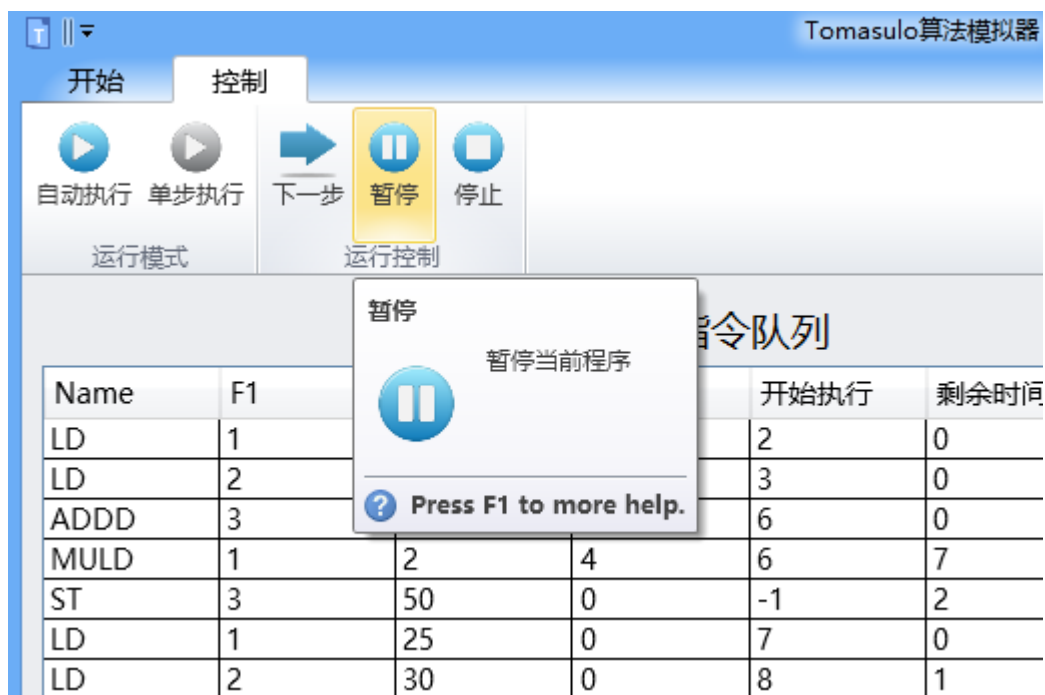 Tomasulo算法模拟器
开始 控制
自动执行 单步执行 下一步 暂停 停止
运行模式 运行控制
暂停
暂停当前程序
Press F1 to more help.
指令队列
Name F1 开始执行 剩余时间
LD 1 2 0
LD 2 3 0
ADDD 3 6 0
MULD 1 2 4 6 7
ST 3 50 0 -1 2
LD 1 25 0 7 0
LD 2 30 0 8 1